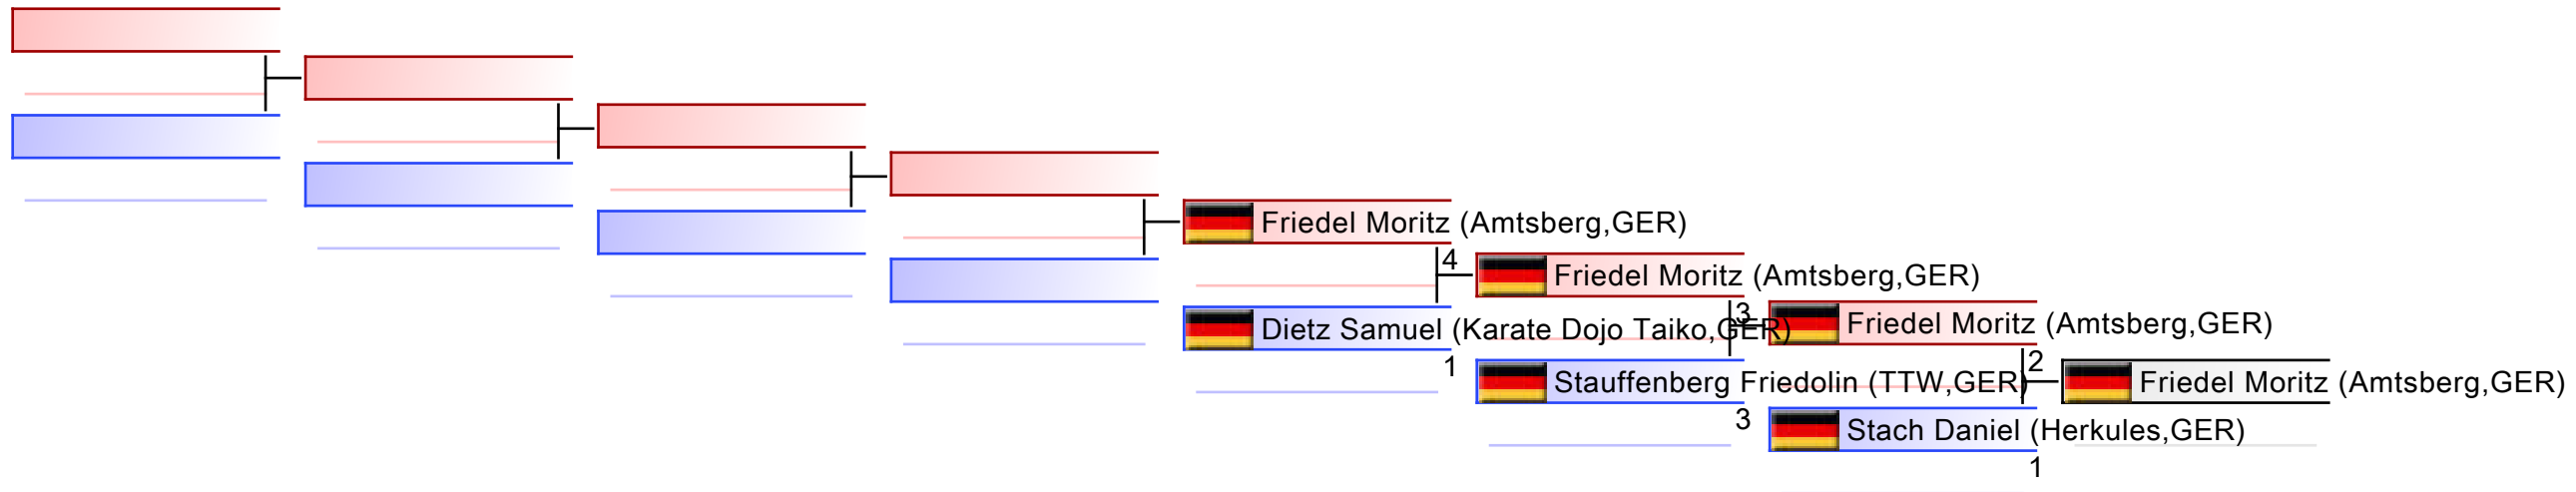 Friedel Moritz (Amtsberg,GER)
4
Friedel Moritz (Amtsberg,GER)
3
Dietz Samuel (Karate Dojo Taiko,GER)
Friedel Moritz (Amtsberg,GER)
1
2
Stauffenberg Friedolin (TTW,GER)
Friedel Moritz (Amtsberg,GER)
3
Stach Daniel (Herkules,GER)
1